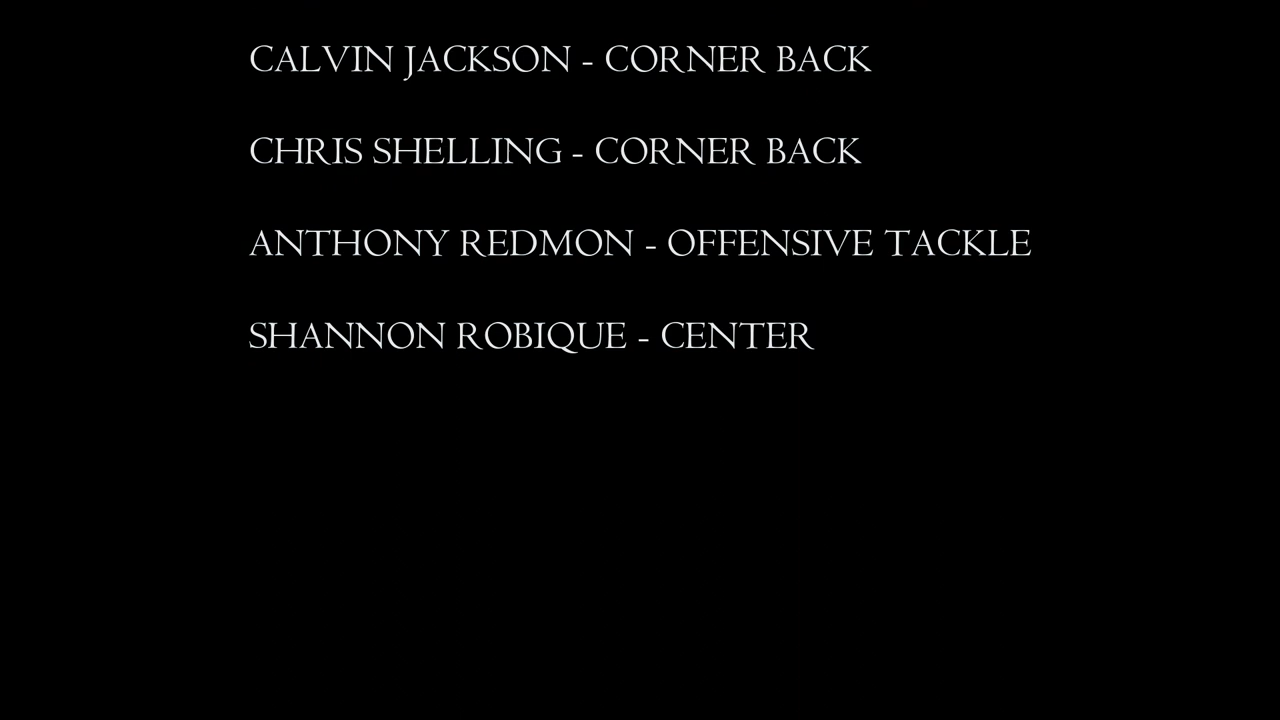 CALVIN JACKSON - CORNER BACK
CHRIS SHELLING - CORNER BACK
ANTHONY REDMON - OFFENSIVE TACKLE
SHANNON ROBIQUE - CENTER